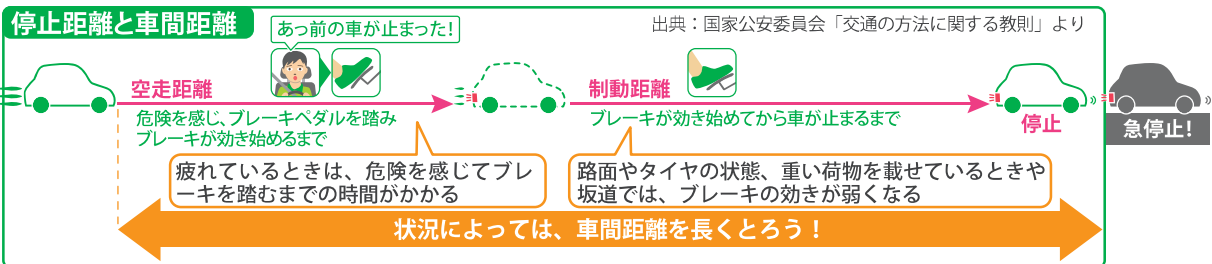 停止距離と車間距離
あっ前の車が止まった!
出典：国家公安委員会「交通の方法に関する教則」より
空走距離
危険を感じ、ブレーキペダルを踏み
ブレーキが効き始めるまで
制動距離
ブレーキが効き始めてから車が止まるまで
停止
急停止!
疲れているときは、危険を感じてブレ
ーキを踏むまでの時間がかかる
路面やタイヤの状態、重い荷物を載せているときや
坂道では、ブレーキの効きが弱くなる
状況によっては、車間距離を長くとろう！